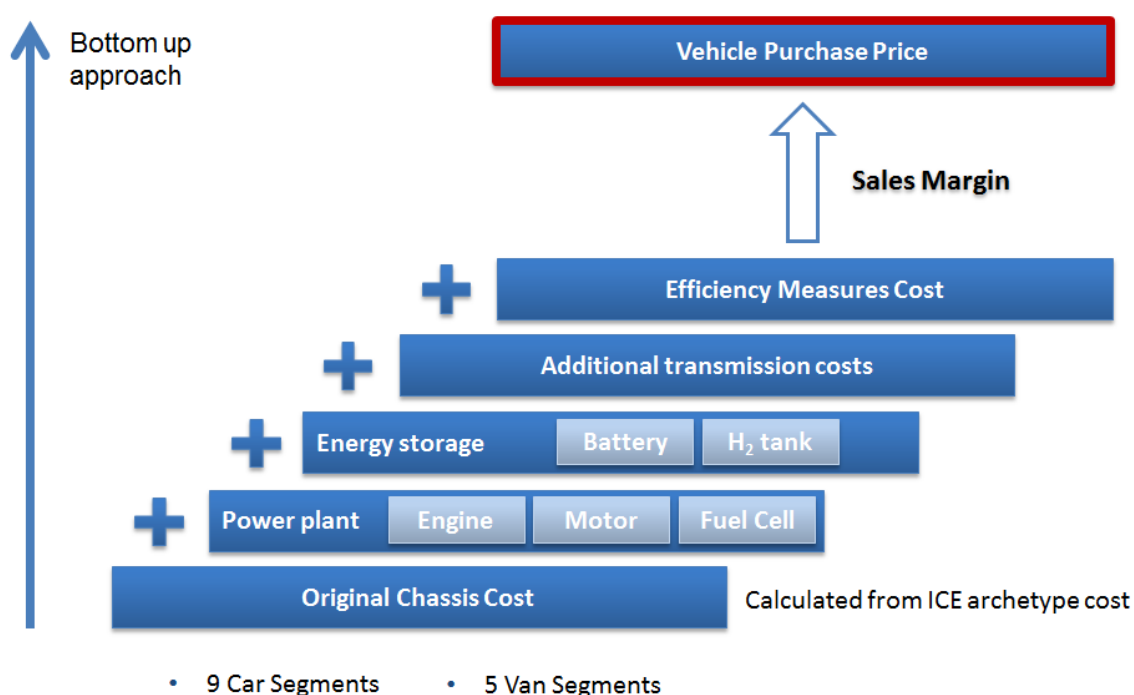 Bottom up
approach
Vehicle Purchase Price
Sales Margin
Efficiency Measures Cost
Additional transmission costs
Energy storage Battery H₂ tank
Power plant Engine Motor Fuel Cell
Original Chassis Cost Calculated from ICE archetype cost
• 9 Car Segments • 5 Van Segments